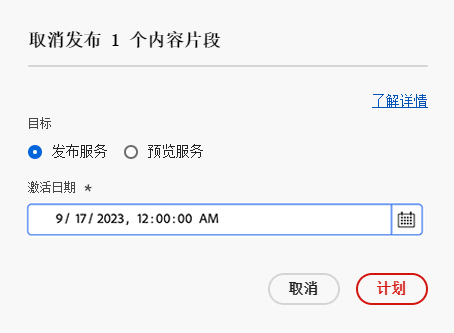 取消发布 1 个内容片段
了解详情
目标
发布服务 预览服务
激活日期 *
9/ 17/ 2023, 12:00:00 AM
取消 计划